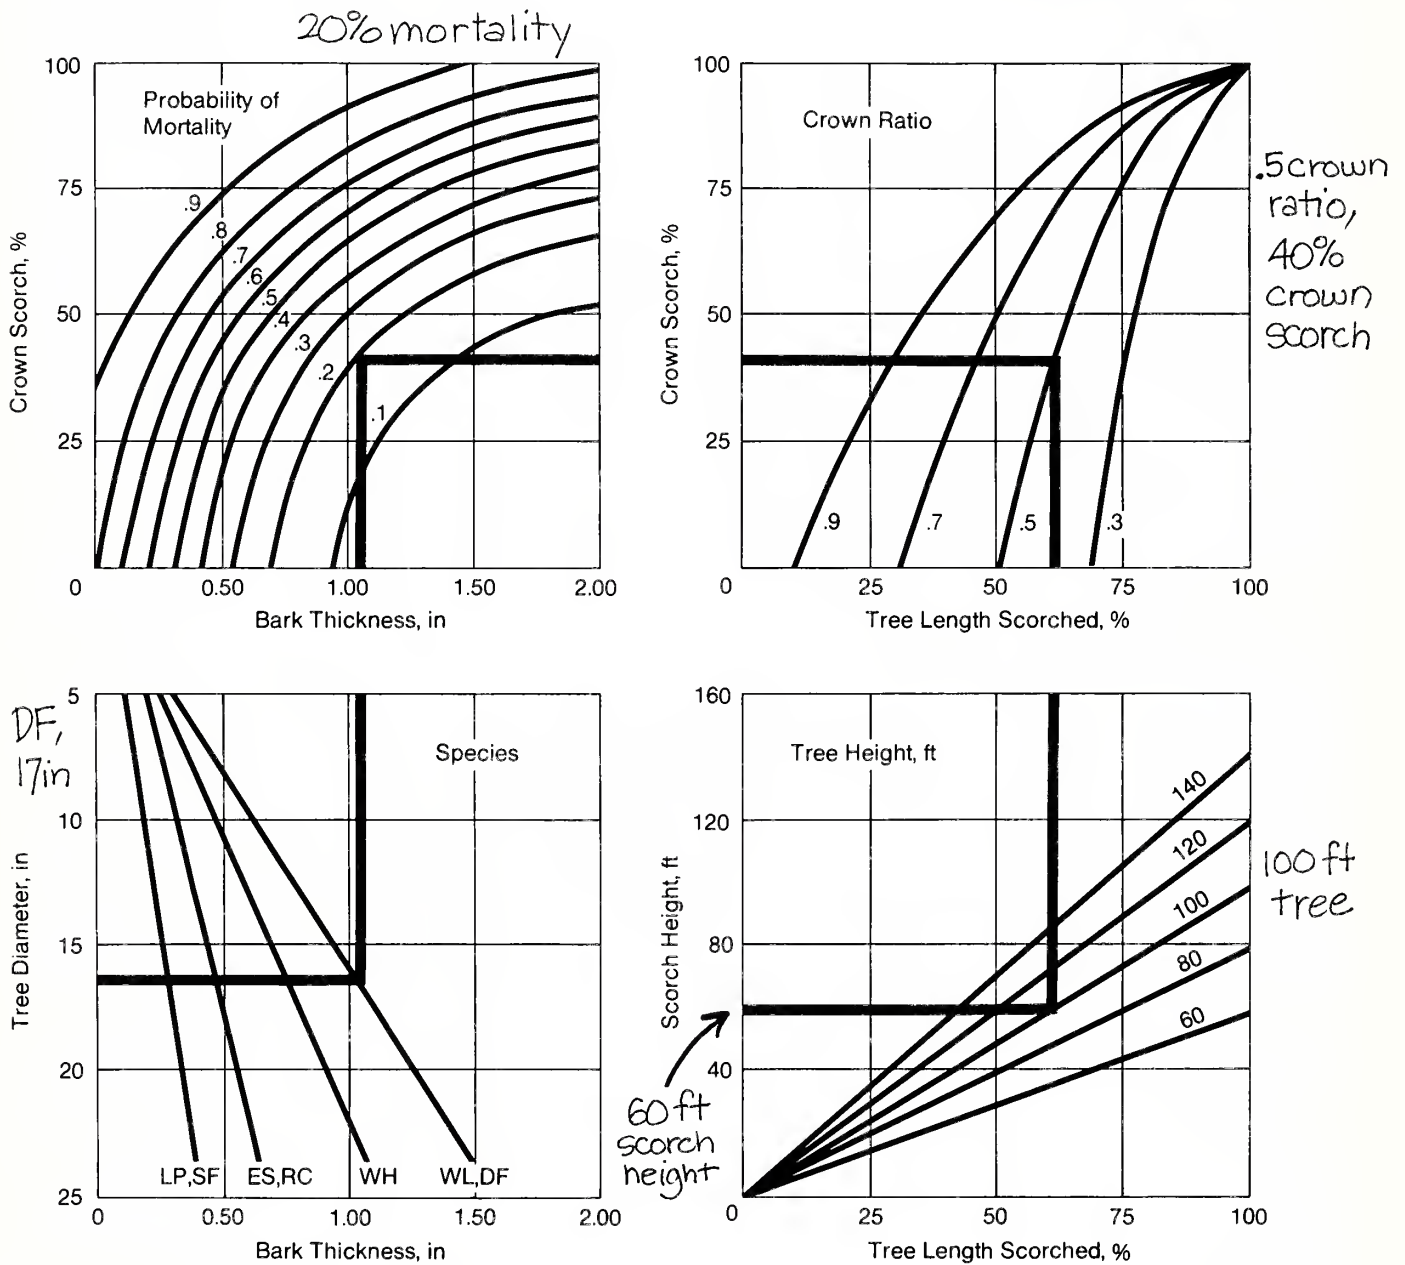 20% mortality
100
75
50
25
0
Crown Scorch, %
Probability of
Mortality
.9
.8
.7
.6
.5
.4
.3
.2
.1
0.50
1.00
1.50
2.00
Bark Thickness, in
100
75
50
25
0
Crown Scorch, %
Crown Ratio
.9
.7
.5
.3
25
50
75
100
Tree Length Scorched, %
.5 crown
ratio,
40%
crown
scorch
DF,
17in
5
10
15
20
25
Tree Diameter, in
Species
LP,SF
ES,RC
WH
WL,DF
0
0.50
1.00
1.50
2.00
Bark Thickness, in
160
120
80
40
0
Scorch Height, ft
Tree Height, ft
140
120
100
80
60
25
50
75
100
Tree Length Scorched, %
60 ft
scorch
height
100 ft
tree